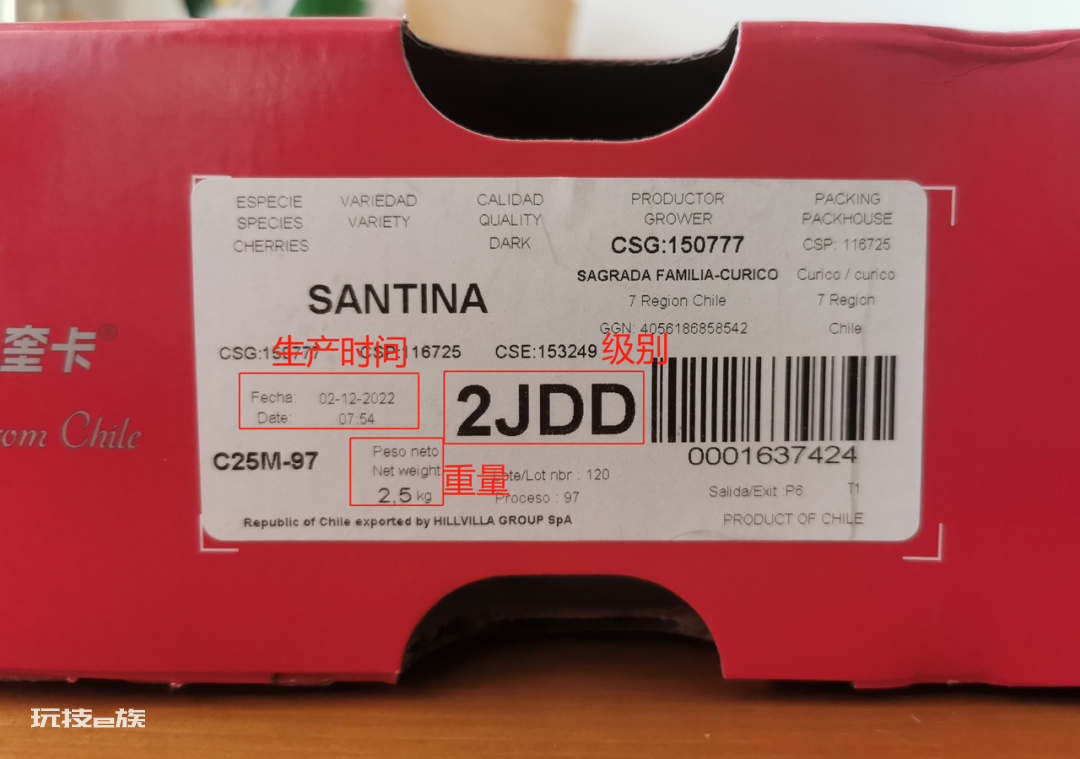 ESPECIE VARIEDAD CALIDAD PRODUCTOR PACKING
SPECIES VARIETY QUALITY GROWER PACKHOUSE
CHERRIES DARK CSG:150777 CSP: 116725
SAGRADA FAMILIA-CURICO Curico / curico
SANTINA 7 Region Chile 7 Region
GGN: 4056186858542 Chile
奎卡®
生产时间 级别
CSG:150777 CSP:116725 CSE:153249
Fecha: 02-12-2022
Date: 07:54
2JDD
om Chile
C25M-97
Peso neto
Net weight
2,5 kg
重量
0001637424
te/Lot nbr : 120
Proceso : 97
Salida/Exit :P6 T1
Republic of Chile exported by HILLVILLA GROUP SpA
PRODUCT OF CHILE
玩技e族